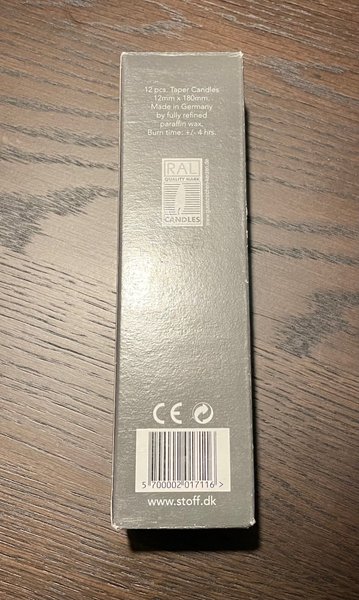 12 pcs. Taper Candles
12mm x 180mm.
Made in Germany
by fully refined
paraffin wax.
Burn time: +/- 4 hrs.
RAL
QUALITY MARK
CANDLES
CE
5 700002 017116 >
www.stoff.dk